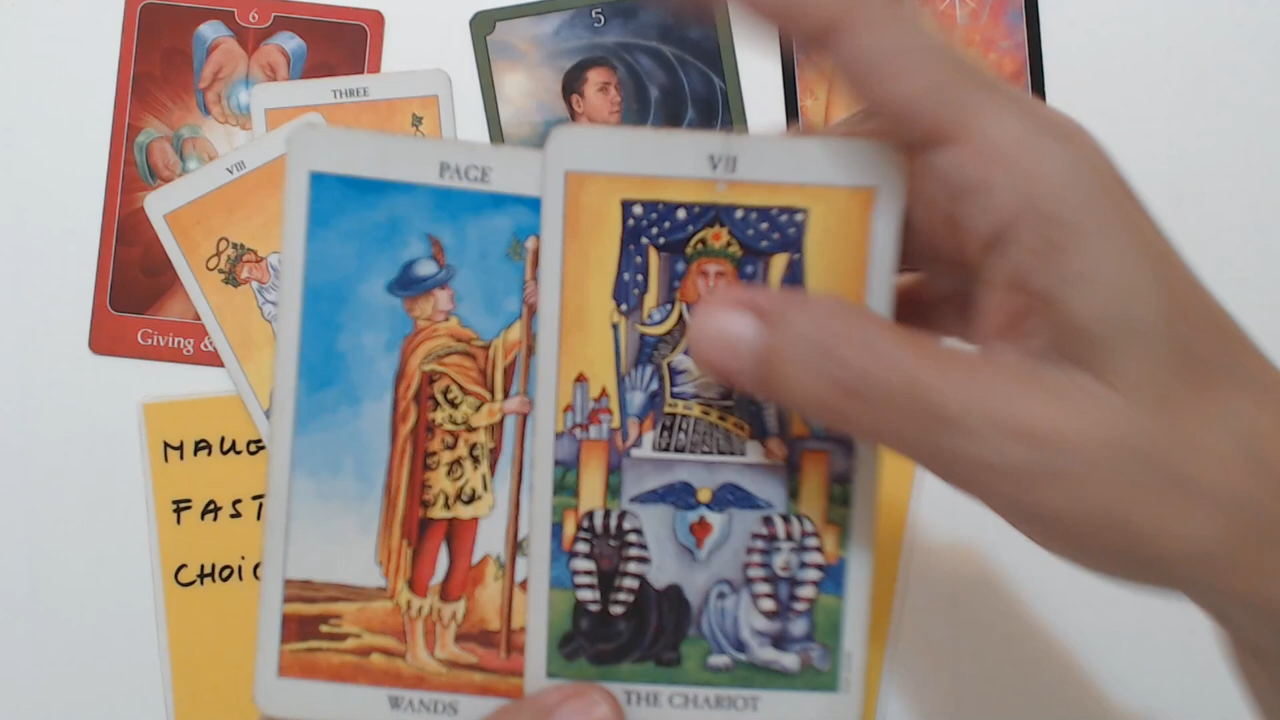 6
5
THREE
VIII
PAGE
VII
Giving &
WANDS
THE CHARIOT
MAUG
FAST
CHOIC